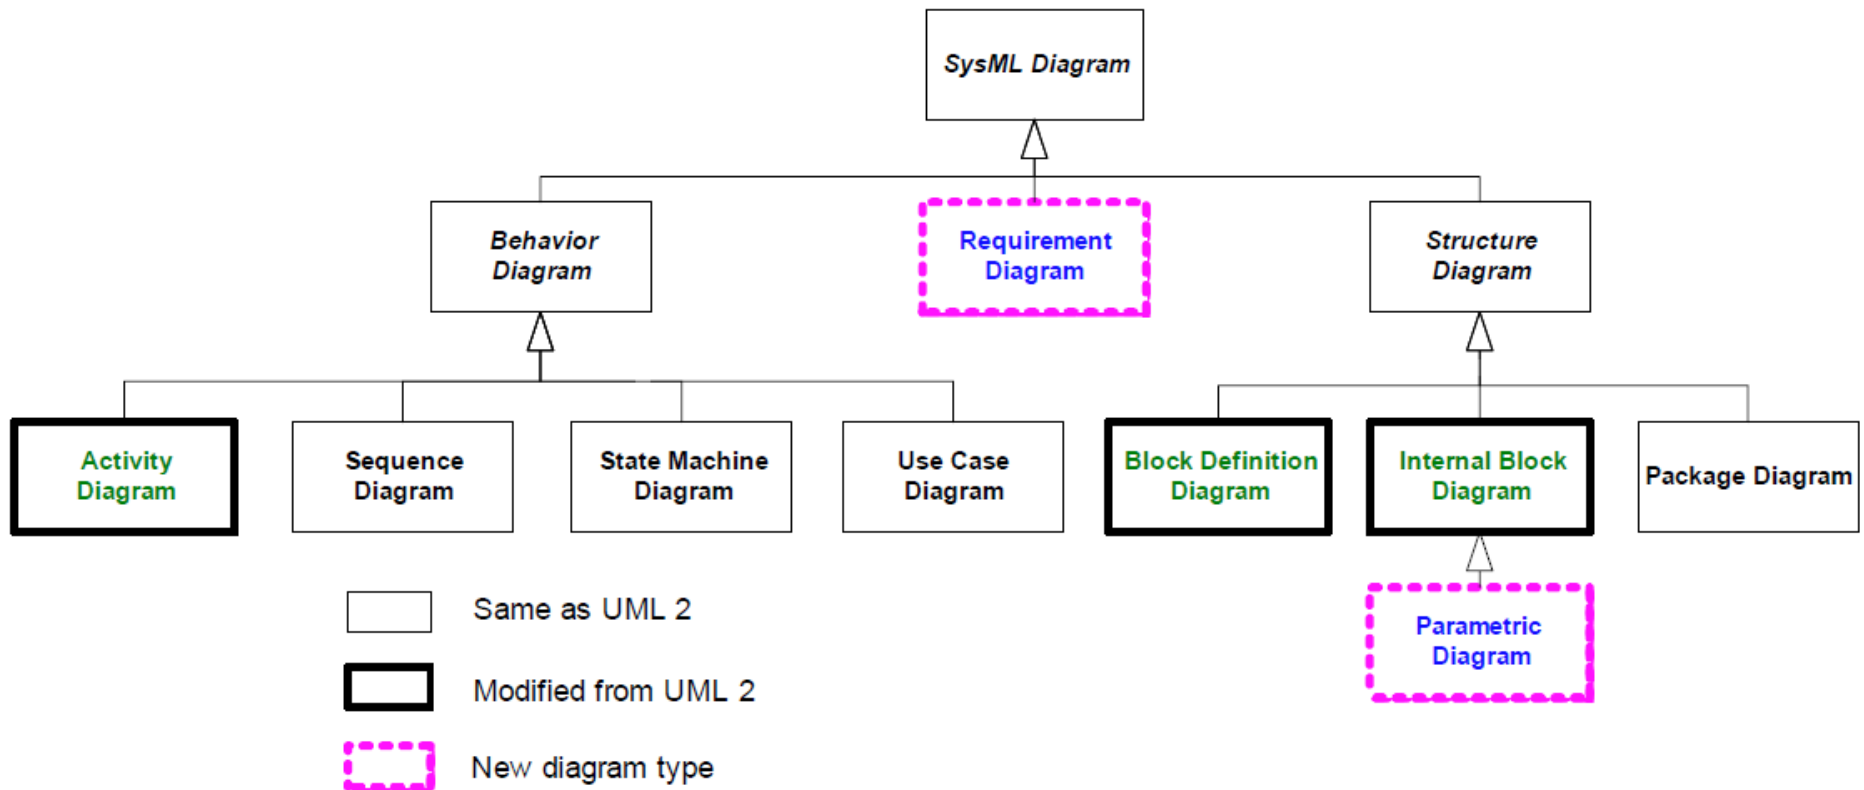 SysML Diagram
Behavior
Diagram
Requirement
Diagram
Structure
Diagram
Activity
Diagram
Sequence
Diagram
State Machine
Diagram
Use Case
Diagram
Block Definition
Diagram
Internal Block
Diagram
Package Diagram
Parametric
Diagram
Same as UML 2
Modified from UML 2
New diagram type